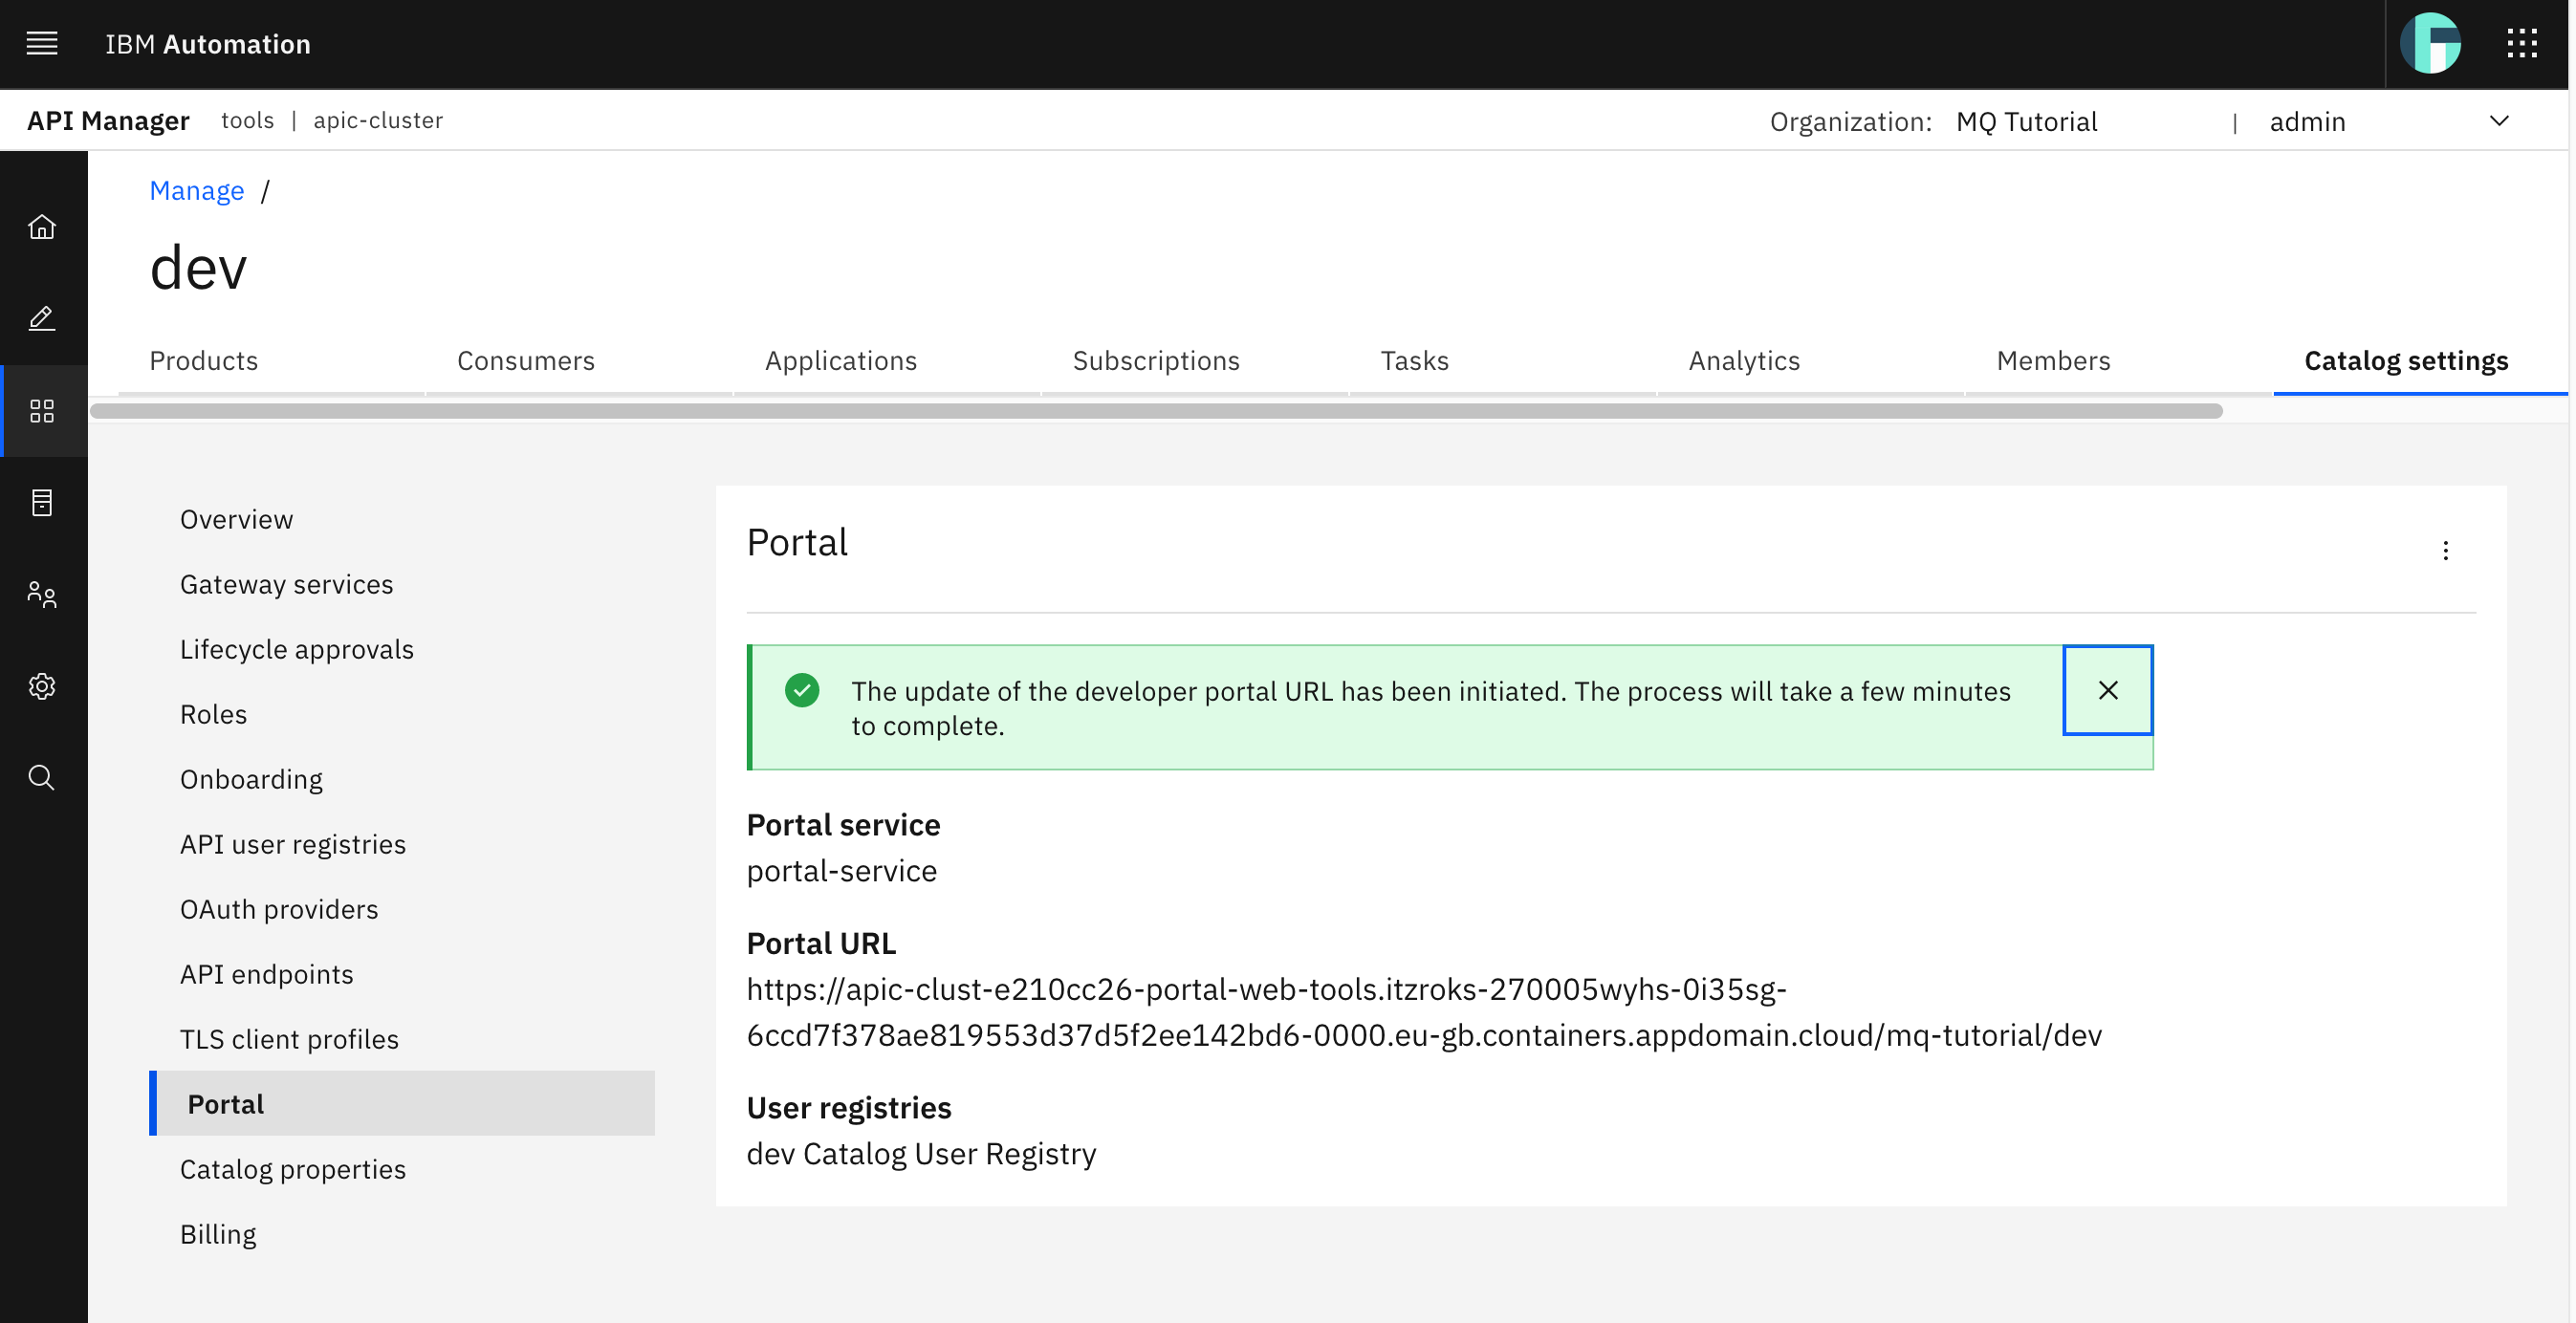 IBM Automation
API Manager tools | apic-cluster Organization: MQ Tutorial | admin
Manage /
dev
Products Consumers Applications Subscriptions Tasks Analytics Members Catalog settings
Overview
Gateway services
Lifecycle approvals
Roles
Onboarding
API user registries
OAuth providers
API endpoints
TLS client profiles
Portal
Catalog properties
Billing
Portal
The update of the developer portal URL has been initiated. The process will take a few minutes
to complete.
Portal service
portal-service
Portal URL
https://apic-clust-e210cc26-portal-web-tools.itzroks-270005wyhs-0i35sg-
6ccd7f378ae819553d37d5f2ee142bd6-0000.eu-gb.containers.appdomain.cloud/mq-tutorial/dev
User registries
dev Catalog User Registry